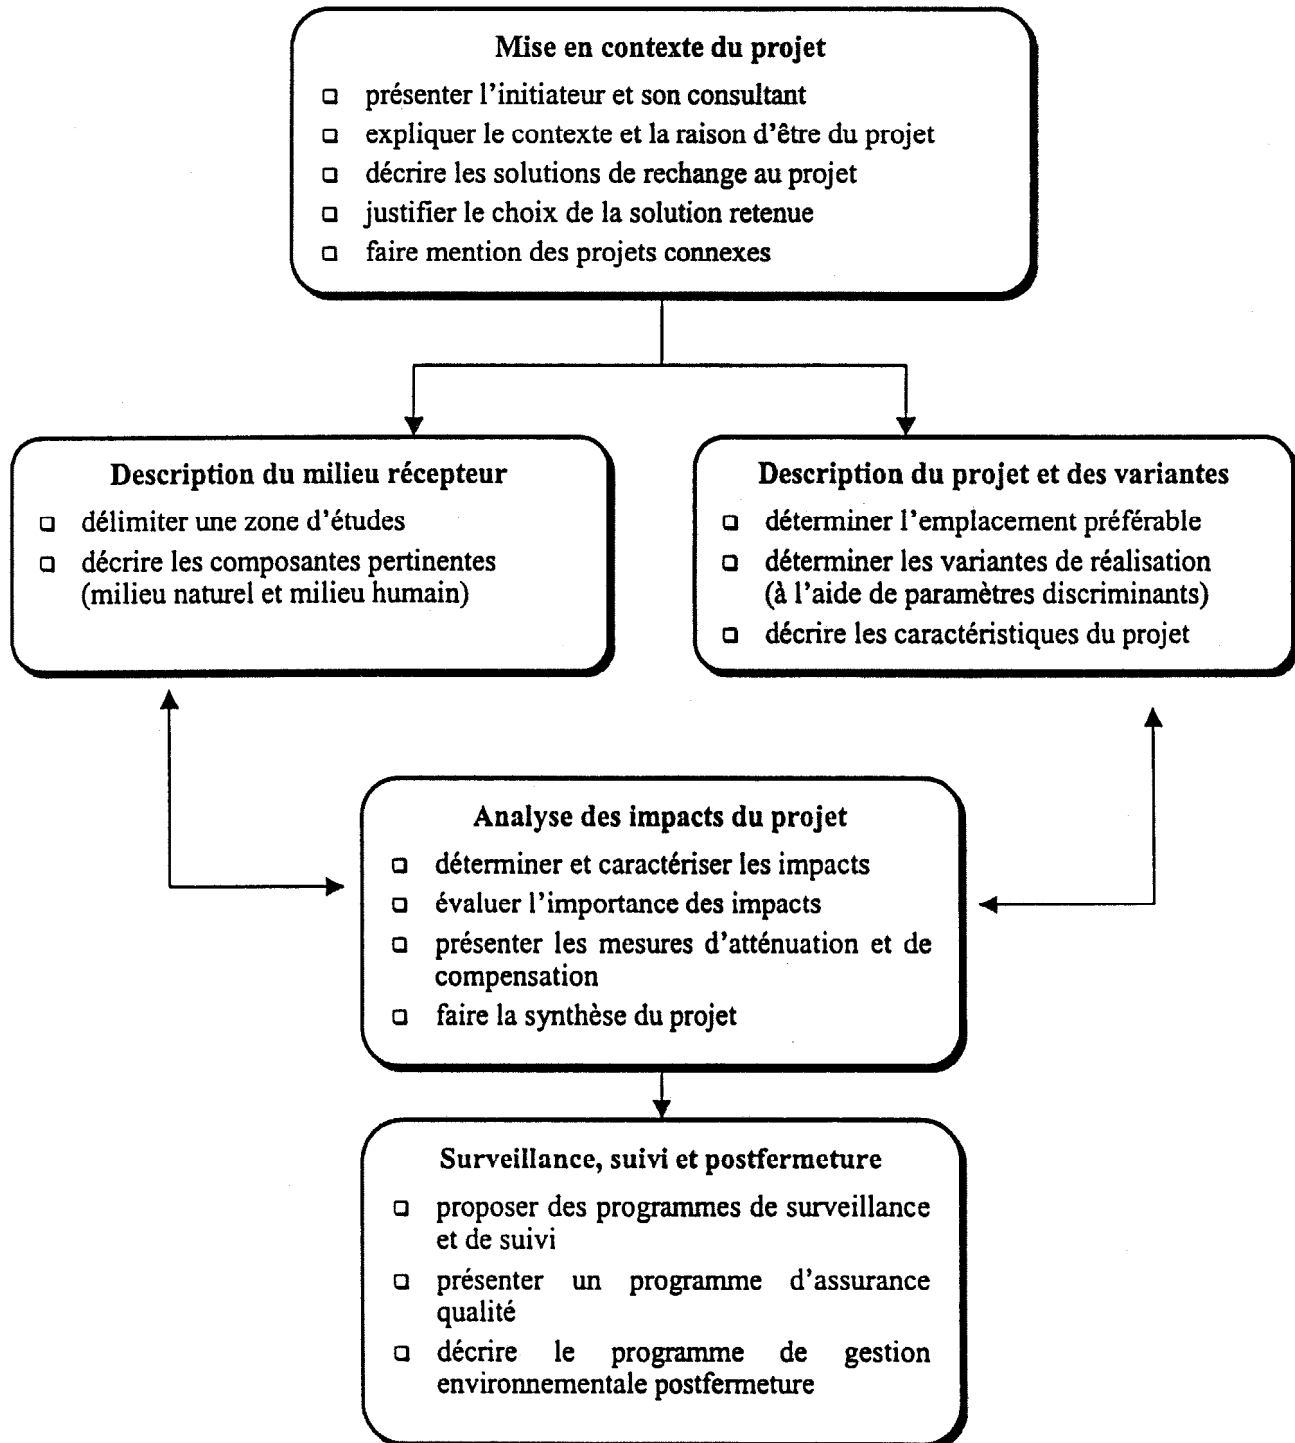 Mise en contexte du projet
❑ présenter l'initiateur et son consultant
❑ expliquer le contexte et la raison d'être du projet
❑ décrire les solutions de rechange au projet
❑ justifier le choix de la solution retenue
❑ faire mention des projets connexes
Description du milieu récepteur
❑ délimiter une zone d'études
❑ décrire les composantes pertinentes
(milieu naturel et milieu humain)
Description du projet et des variantes
❑ déterminer l'emplacement préférable
❑ déterminer les variantes de réalisation
(à l'aide de paramètres discriminants)
❑ décrire les caractéristiques du projet
Analyse des impacts du projet
❑ déterminer et caractériser les impacts
❑ évaluer l'importance des impacts
❑ présenter les mesures d'atténuation et de
compensation
❑ faire la synthèse du projet
Surveillance, suivi et postfermeture
❑ proposer des programmes de surveillance
et de suivi
❑ présenter un programme d'assurance
qualité
❑ décrire le programme de gestion
environnementale postfermeture